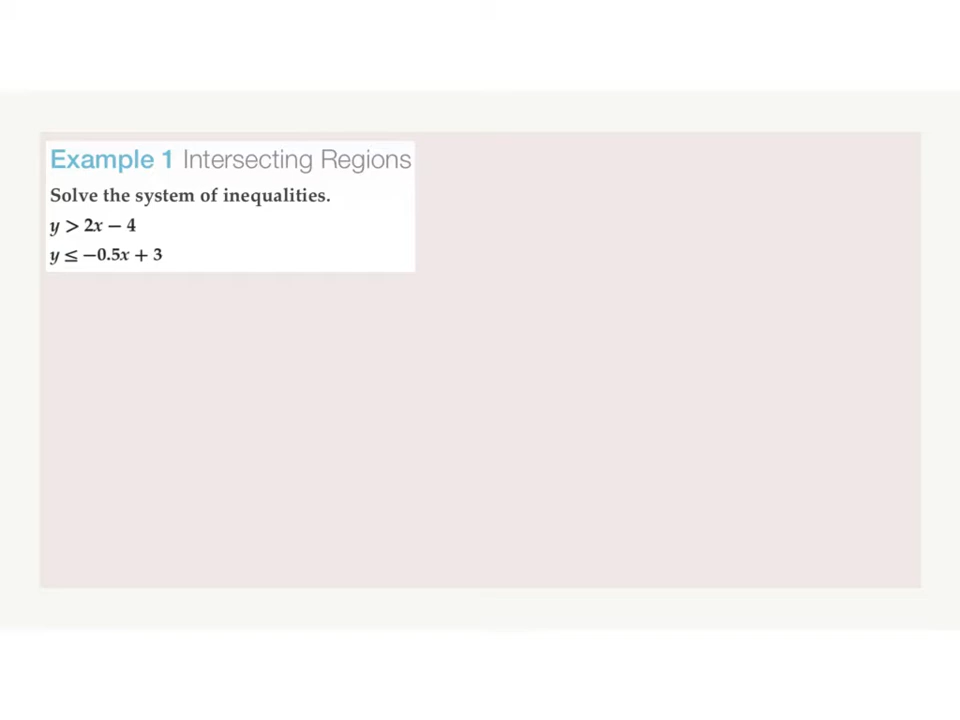 Example 1 Intersecting Regions
Solve the system of inequalities.
y > 2x − 4
y ≤ −0.5x + 3